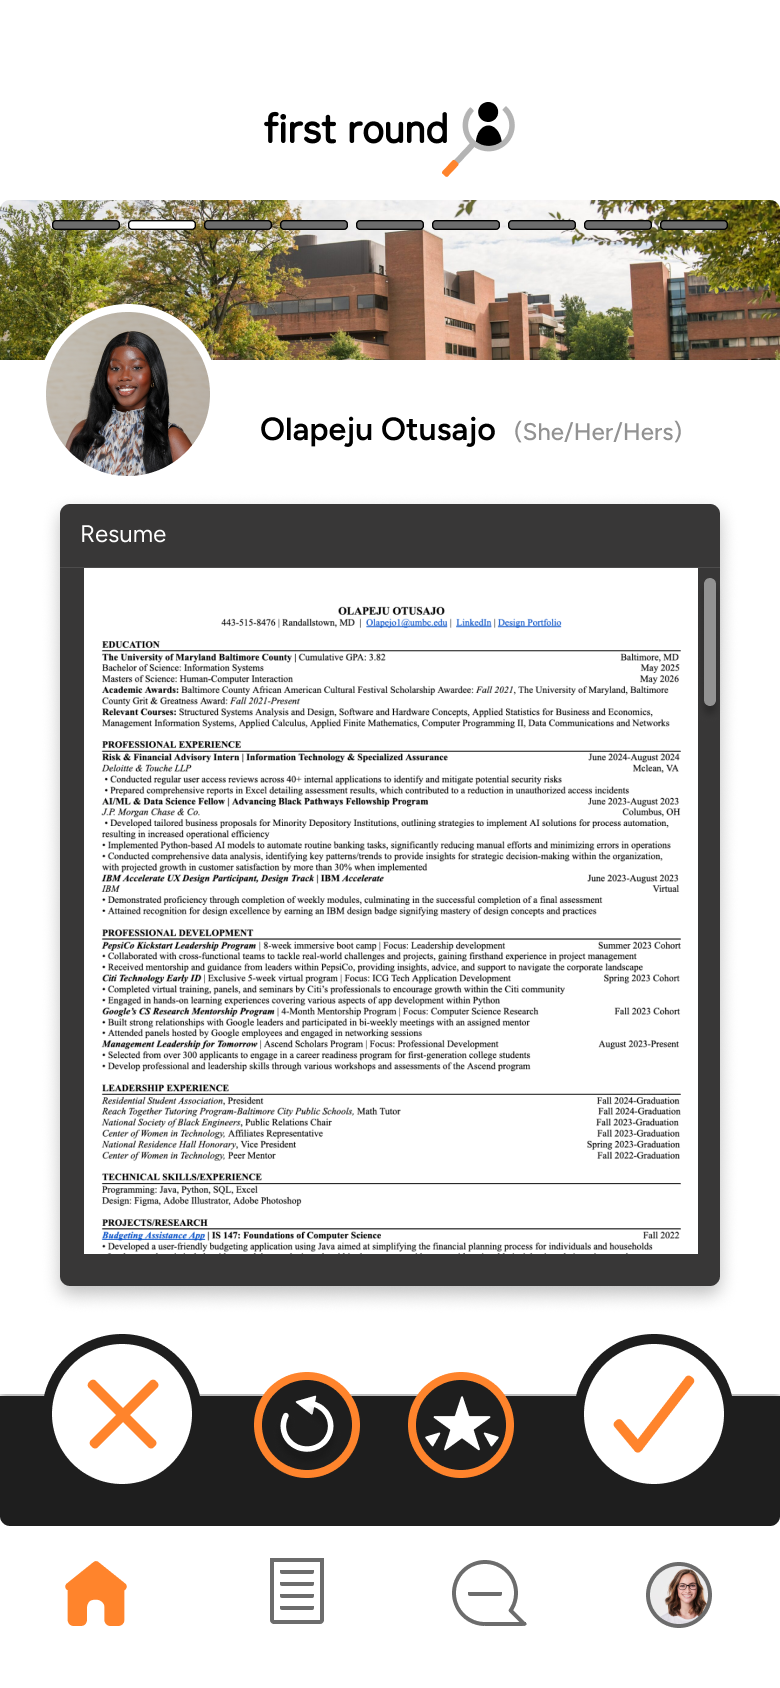 first round
Olapeju Otusajo (She/Her/Hers)
Resume
OLAPEJU OTUSAJO
443-515-8476 | Randallstown, MD | Olapejo1@umbc.edu | LinkedIn | Design Portfolio
EDUCATION
The University of Maryland Baltimore County | Cumulative GPA: 3.82 Baltimore, MD
Bachelor of Science: Information Systems May 2025
Masters of Science: Human-Computer Interaction May 2026
Academic Awards: Baltimore County African American Cultural Festival Scholarship Awardee: Fall 2021, The University of Maryland, Baltimore
County Grit & Greatness Award: Fall 2021-Present
Relevant Courses: Structured Systems Analysis and Design, Software and Hardware Concepts, Applied Statistics for Business and Economics,
Management Information Systems, Applied Calculus, Applied Finite Mathematics, Computer Programming II, Data Communications and Networks
PROFESSIONAL EXPERIENCE
Risk & Financial Advisory Intern | Information Technology & Specialized Assurance June 2024-August 2024
Deloitte & Touche LLP Mclean, VA
• Conducted regular user access reviews across 40+ internal applications to identify and mitigate potential security risks
• Prepared comprehensive reports in Excel detailing assessment results, which contributed to a reduction in unauthorized access incidents
AI/ML & Data Science Fellow | Advancing Black Pathways Fellowship Program June 2023-August 2023
J.P. Morgan Chase & Co. Columbus, OH
• Developed tailored business proposals for Minority Depository Institutions, outlining strategies to implement AI solutions for process automation,
resulting in increased operational efficiency
• Implemented Python-based AI models to automate routine banking tasks, significantly reducing manual efforts and minimizing errors in operations
• Conducted comprehensive data analysis, identifying key patterns/trends to provide insights for strategic decision-making within the organization,
with projected growth in customer satisfaction by more than 30% when implemented
IBM Accelerate UX Design Participant, Design Track | IBM Accelerate June 2023-August 2023
IBM Virtual
• Demonstrated proficiency through completion of weekly modules, culminating in the successful completion of a final assessment
• Attained recognition for design excellence by earning an IBM design badge signifying mastery of design concepts and practices
PROFESSIONAL DEVELOPMENT
PepsiCo Kickstart Leadership Program | 8-week immersive boot camp | Focus: Leadership development Summer 2023 Cohort
• Collaborated with cross-functional teams to tackle real-world challenges and projects, gaining firsthand experience in project management
• Received mentorship and guidance from leaders within PepsiCo, providing insights, advice, and support to navigate the corporate landscape
Citi Technology Early ID | Exclusive 5-week virtual program | Focus: ICG Tech Application Development Spring 2023 Cohort
• Completed virtual training, panels, and seminars by Citi's professionals to encourage growth within the Citi community
• Engaged in hands-on learning experiences covering various aspects of app development within Python
Google's CS Research Mentorship Program | 4-Month Mentorship Program | Focus: Computer Science Research Fall 2023 Cohort
• Built strong relationships with Google leaders and participated in bi-weekly meetings with an assigned mentor
• Attended panels hosted by Google employees and engaged in networking sessions
Management Leadership for Tomorrow | Ascend Scholars Program | Focus: Professional Development August 2023-Present
• Selected from over 300 applicants to engage in a career readiness program for first-generation college students
• Develop professional and leadership skills through various workshops and assessments of the Ascend program
LEADERSHIP EXPERIENCE
Residential Student Association, President Fall 2024-Graduation
Reach Together Tutoring Program-Baltimore City Public Schools, Math Tutor Fall 2024-Graduation
National Society of Black Engineers, Public Relations Chair Fall 2023-Graduation
Center of Women in Technology, Affiliates Representative Fall 2023-Graduation
National Residence Hall Honorary, Vice President Spring 2023-Graduation
Center of Women in Technology, Peer Mentor Fall 2022-Graduation
TECHNICAL SKILLS/EXPERIENCE
Programming: Java, Python, SQL, Excel
Design: Figma, Adobe Illustrator, Adobe Photoshop
PROJECTS/RESEARCH
Budgeting Assistance App | IS 147: Foundations of Computer Science Fall 2022
• Developed a user-friendly budgeting application using Java aimed at simplifying the financial planning process for individuals and households